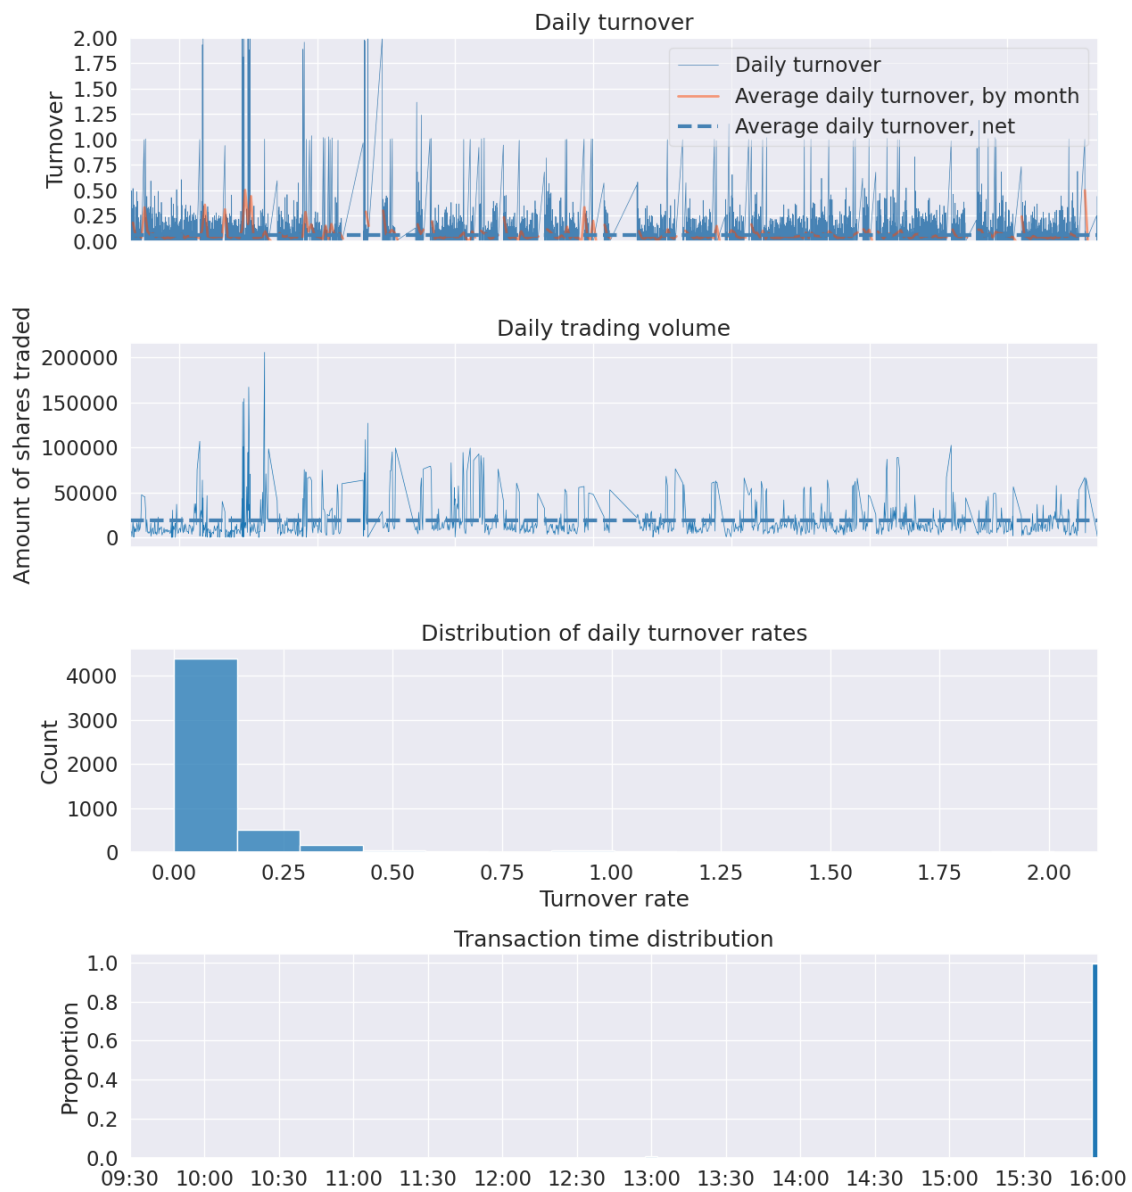 Daily turnover
2.00
1.75
1.50
1.25
1.00
0.75
0.50
0.25
0.00
Turnover
Daily turnover
Average daily turnover, by month
Average daily turnover, net
Daily trading volume
200000
150000
100000
50000
0
Amount of shares traded
Distribution of daily turnover rates
4000
3000
2000
1000
0
Count
0.00 0.25 0.50 0.75 1.00 1.25 1.50 1.75 2.00
Turnover rate
Transaction time distribution
1.0
0.8
0.6
0.4
0.2
0.0
Proportion
09:30 10:00 10:30 11:00 11:30 12:00 12:30 13:00 13:30 14:00 14:30 15:00 15:30 16:00